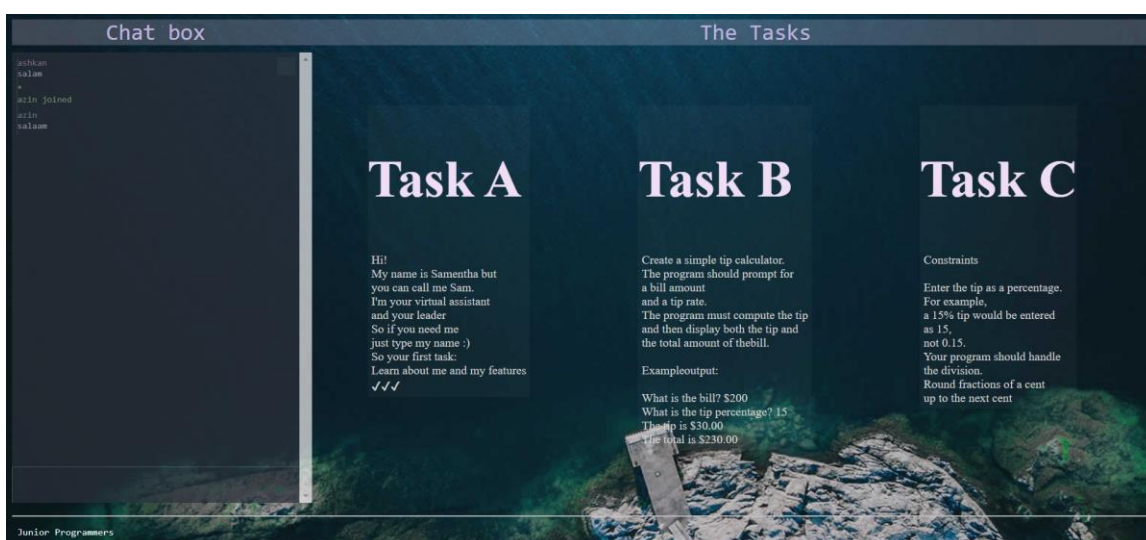 Chat box
The Tasks
ashkan
salam
*
azin joined
azin
salaam
Task A
Hi!
My name is Samentha but
you can call me Sam.
I'm your virtual assistant
and your leader
So if you need me
just type my name :)
So your first task:
Learn about me and my features
✓✓✓
Task B
Create a simple tip calculator.
The program should prompt for
a bill amount
and a tip rate.
The program must compute the tip
and then display both the tip and
the total amount of thebill.
Exampleoutput:
What is the bill? $200
What is the tip percentage? 15
The tip is $30.00
The total is $230.00
Task C
Constraints
Enter the tip as a percentage.
For example,
a 15% tip would be entered
as 15,
not 0.15.
Your program should handle
the division.
Round fractions of a cent
up to the next cent
Junior Programmers